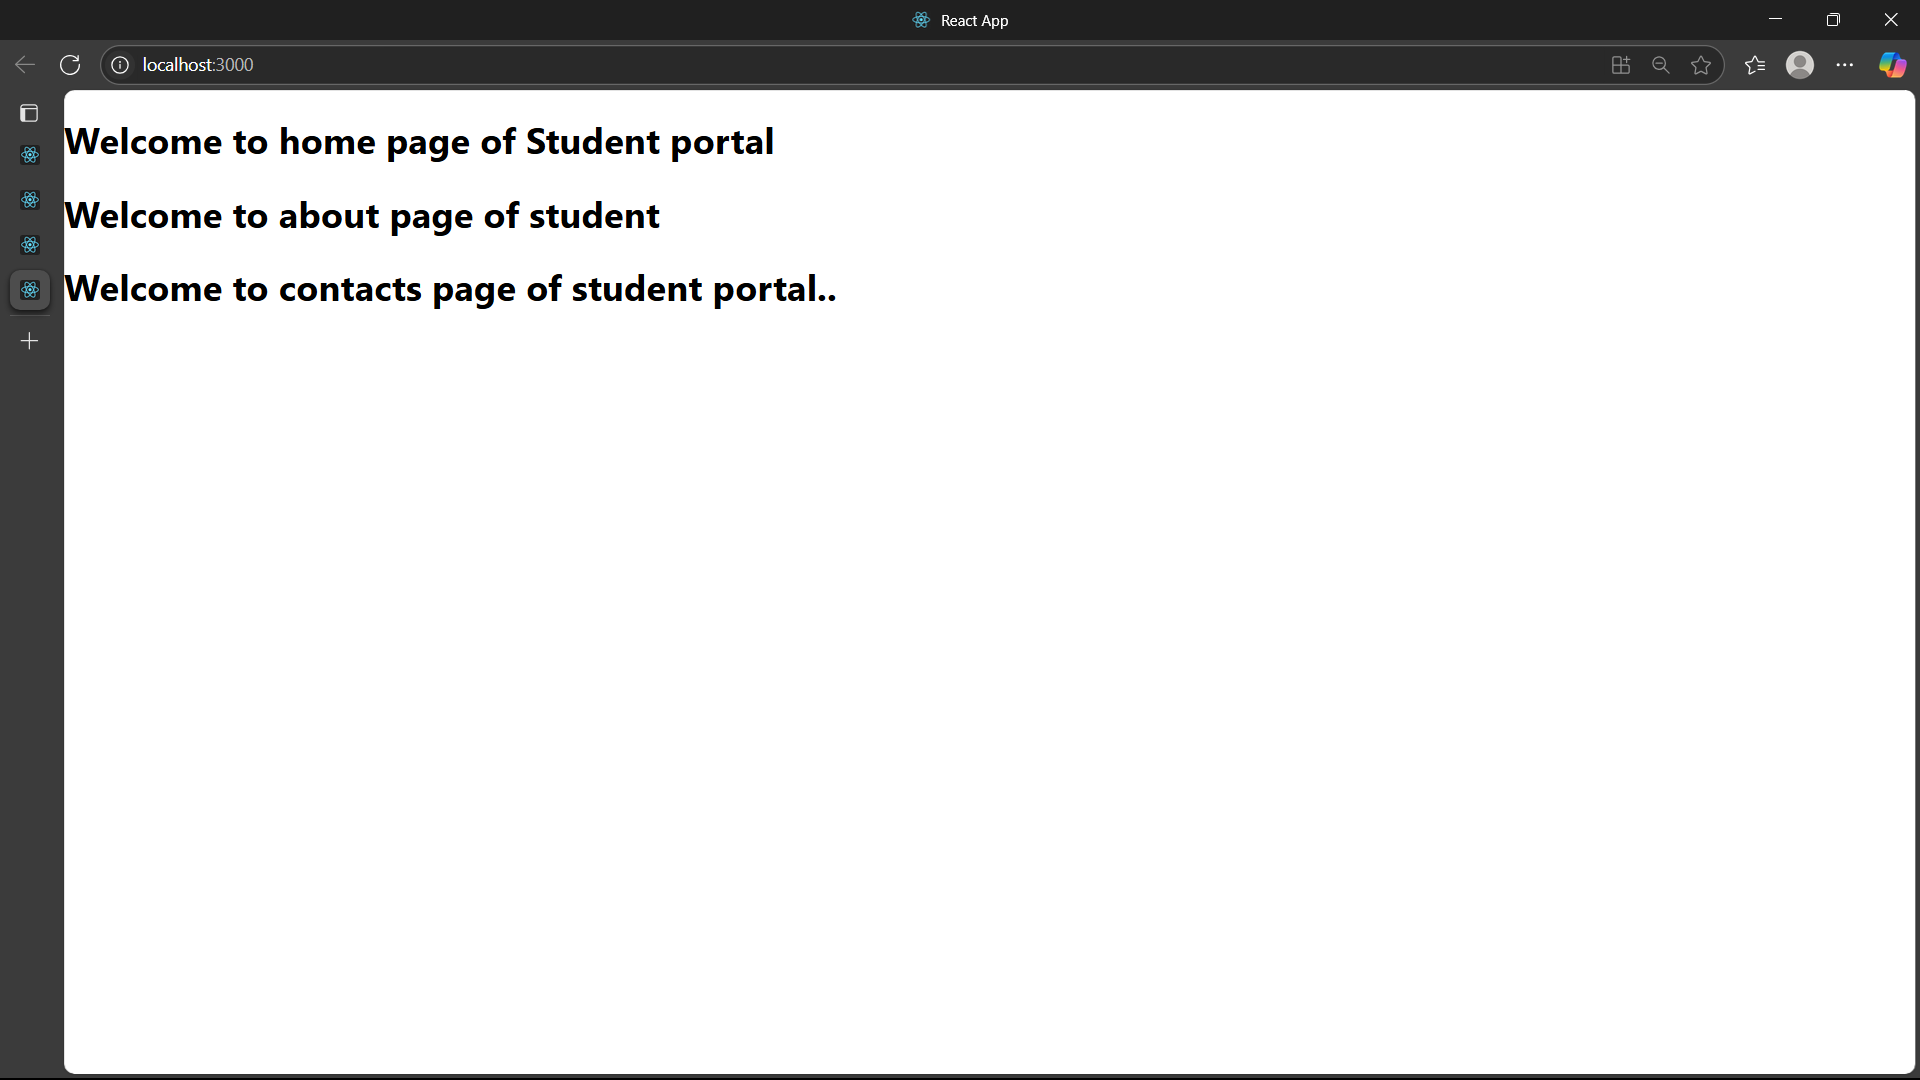 React App
localhost:3000
Welcome to home page of Student portal
Welcome to about page of student
Welcome to contacts page of student portal..